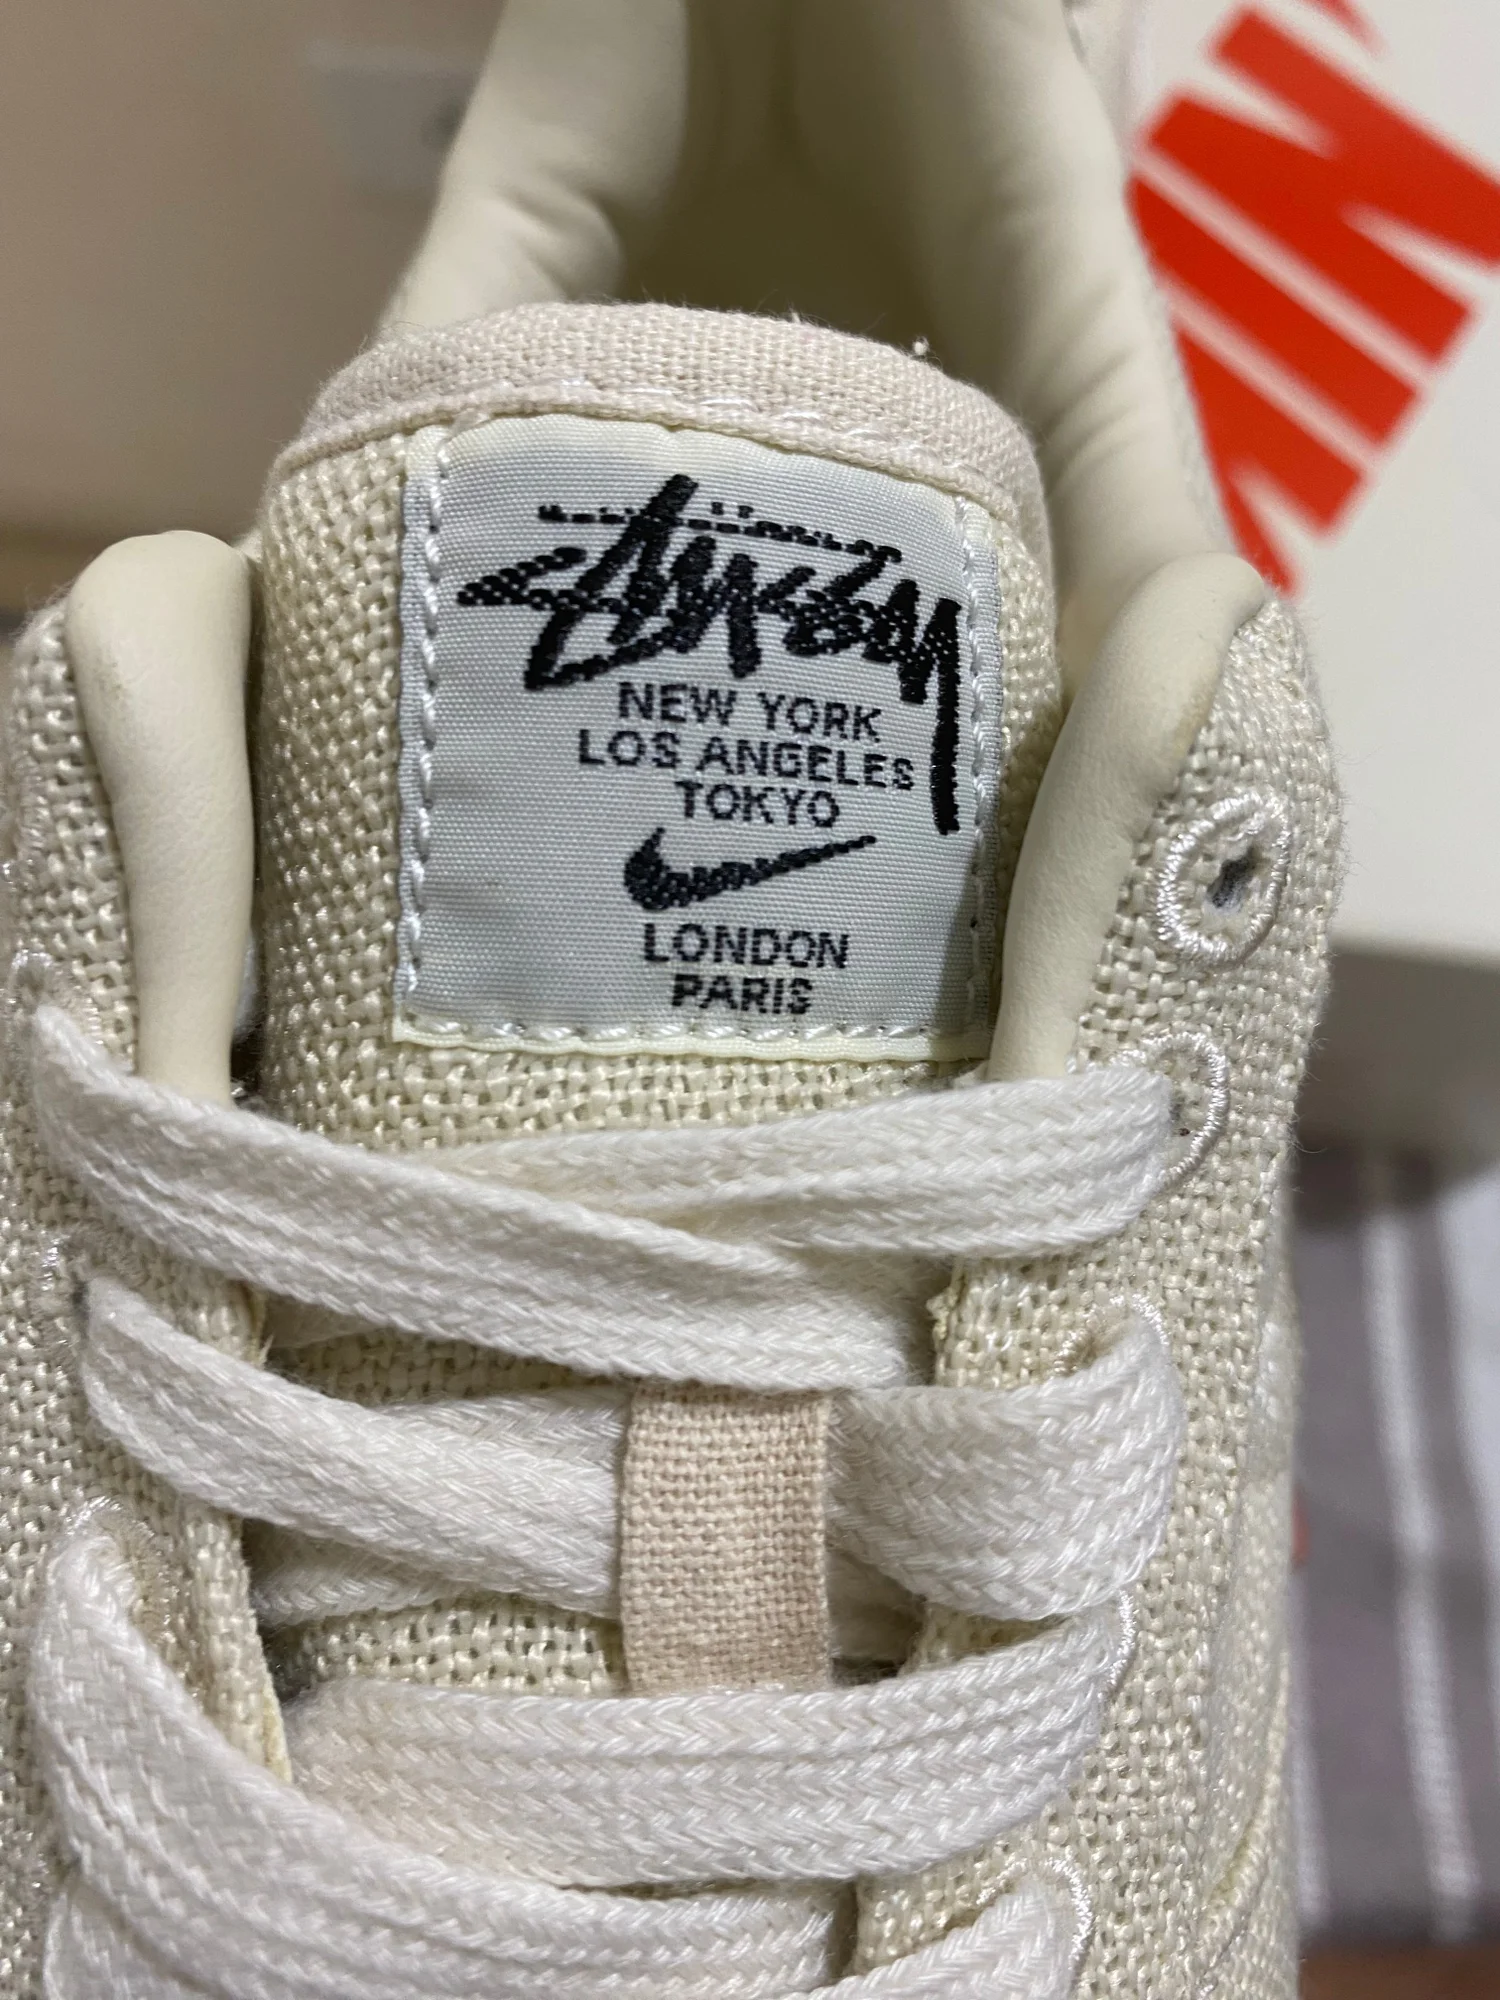 Stüssy
NEW YORK
LOS ANGELES
TOKYO
LONDON
PARIS